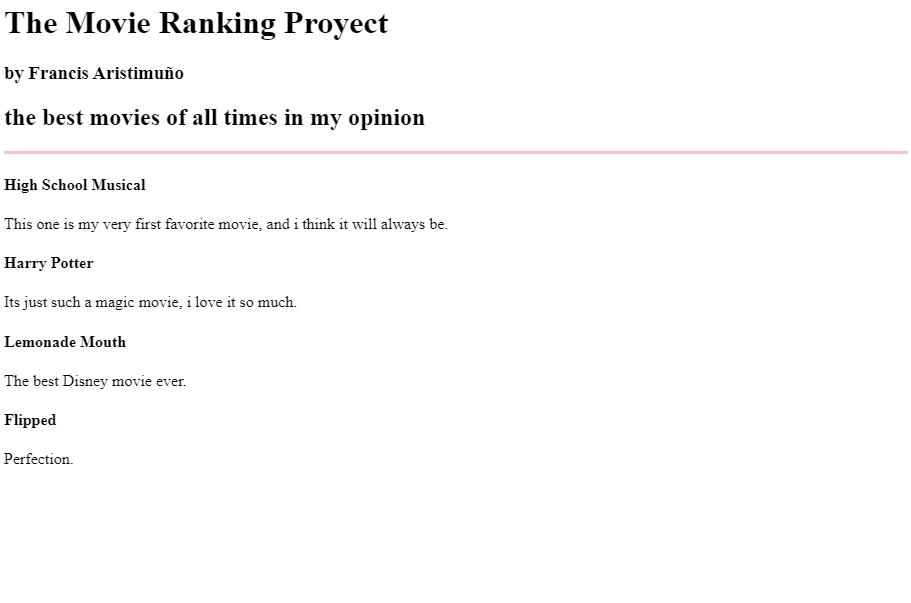 The Movie Ranking Proyect
by Francis Aristimuño
the best movies of all times in my opinion
High School Musical
This one is my very first favorite movie, and i think it will always be.
Harry Potter
Its just such a magic movie, i love it so much.
Lemonade Mouth
The best Disney movie ever.
Flipped
Perfection.